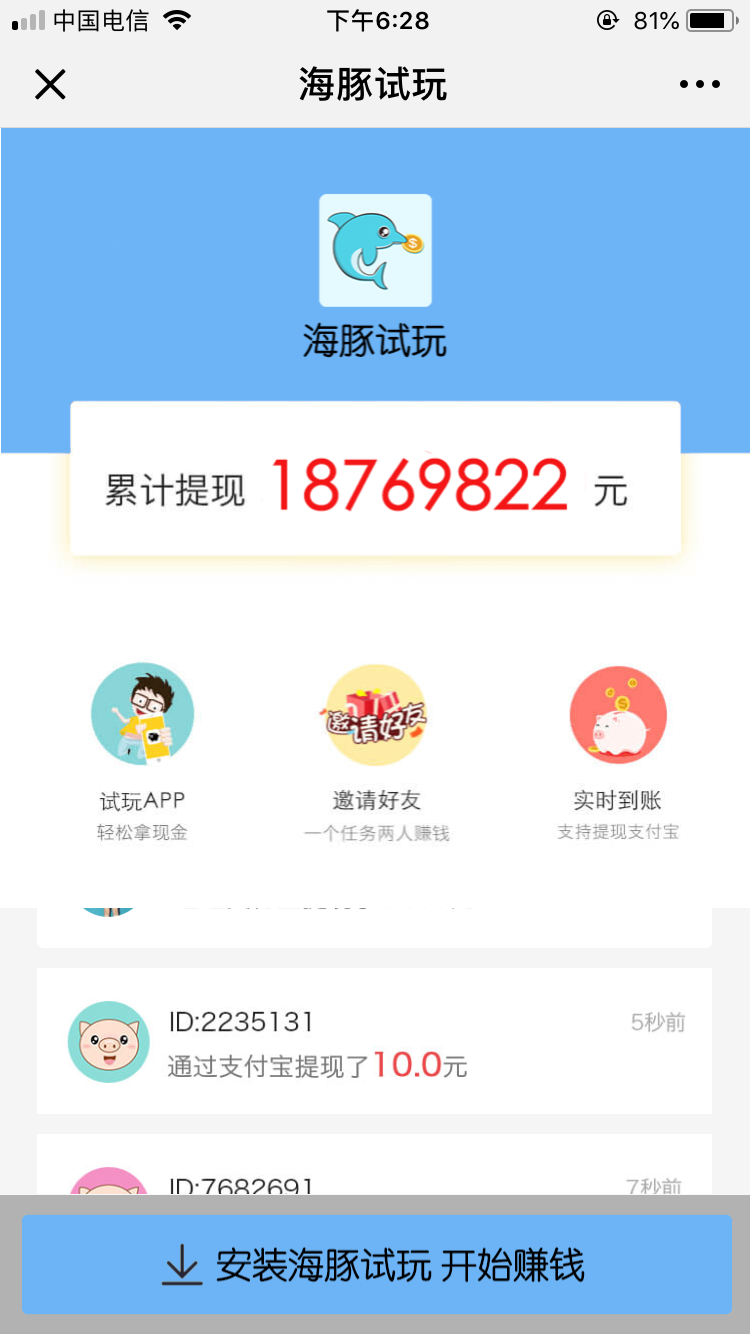 中国电信 下午6:28 81%
海豚试玩
海豚试玩
累计提现 18769822 元
邀请好友
试玩APP 邀请好友 实时到账
轻松拿现金 一个任务两人赚钱 支持提现支付宝
ID:2235131 5秒前
通过支付宝提现了10.0元
ID:7682691 7秒前
安装海豚试玩 开始赚钱